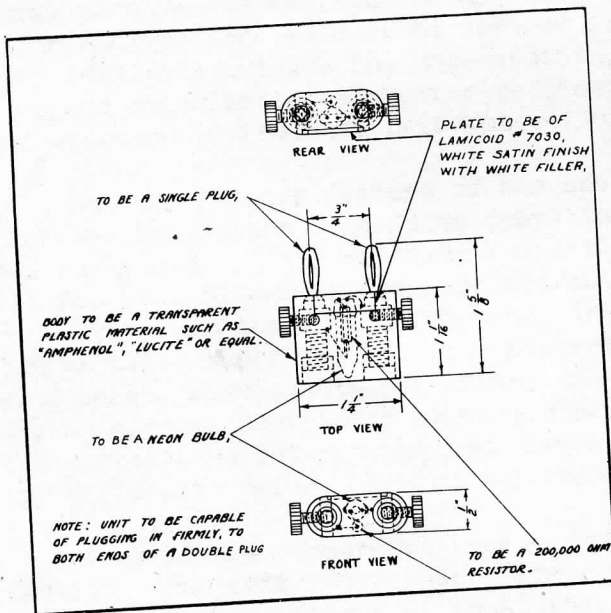 REAR VIEW
PLATE TO BE OF
LAMICOID # 7030,
WHITE SATIN FINISH
WITH WHITE FILLER,
TO BE A SINGLE PLUG,
3/4"
BODY TO BE A TRANSPARENT
PLASTIC MATERIAL SUCH AS
"AMPHENOL", "LUCITE" OR EQUAL.
1 1/16"
1 5/8"
1 1/4"
TOP VIEW
TO BE A NEON BULB,
NOTE: UNIT TO BE CAPABLE
OF PLUGGING IN FIRMLY, TO
BOTH ENDS OF A DOUBLE PLUG
1/2"
FRONT VIEW
TO BE A 200,000 OHM
RESISTOR.